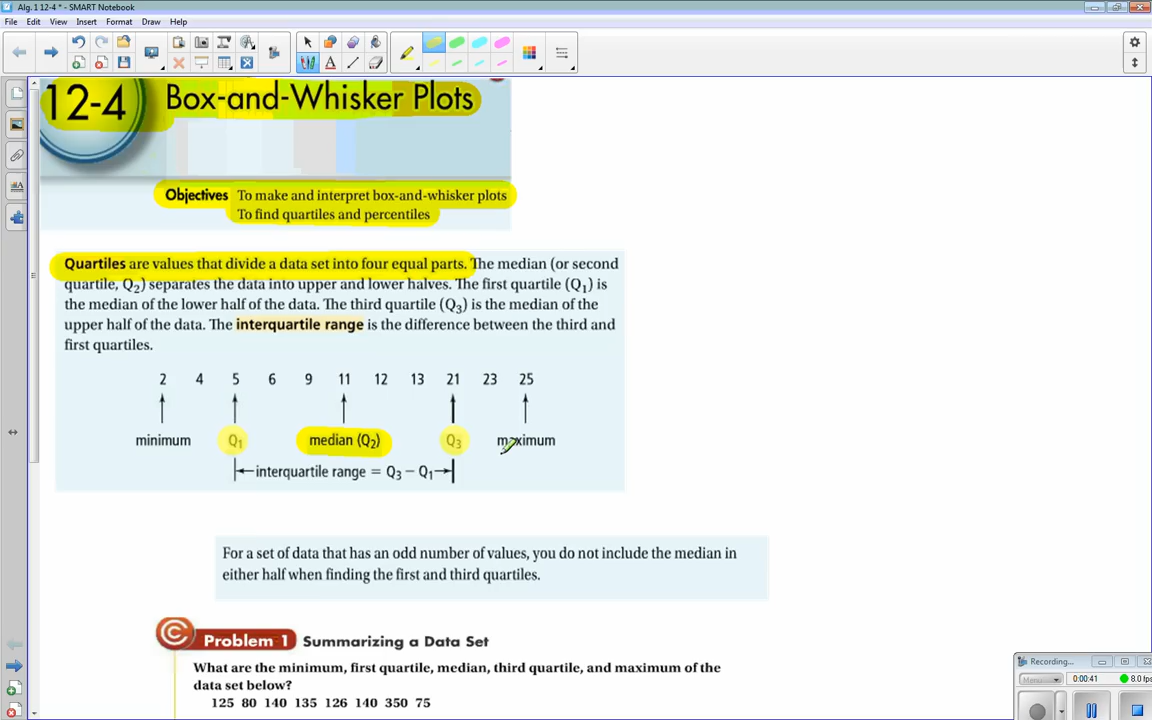 Alg.1 12-4 * - SMART Notebook
File Edit View Insert Format Draw Help
12-4 Box-and-Whisker Plots
Objectives To make and interpret box-and-whisker plots
To find quartiles and percentiles
Quartiles are values that divide a data set into four equal parts. The median (or second
quartile, Q2) separates the data into upper and lower halves. The first quartile (Q1) is
the median of the lower half of the data. The third quartile (Q3) is the median of the
upper half of the data. The interquartile range is the difference between the third and
first quartiles.
2 4 5 6 9 11 12 13 21 23 25
minimum Q1 median (Q2) Q3 maximum
interquartile range = Q3 − Q1
For a set of data that has an odd number of values, you do not include the median in
either half when finding the first and third quartiles.
Problem 1 Summarizing a Data Set
What are the minimum, first quartile, median, third quartile, and maximum of the
data set below?
125 80 140 135 126 140 350 75
Recording...
Menu 0:00:41 8.0 fps